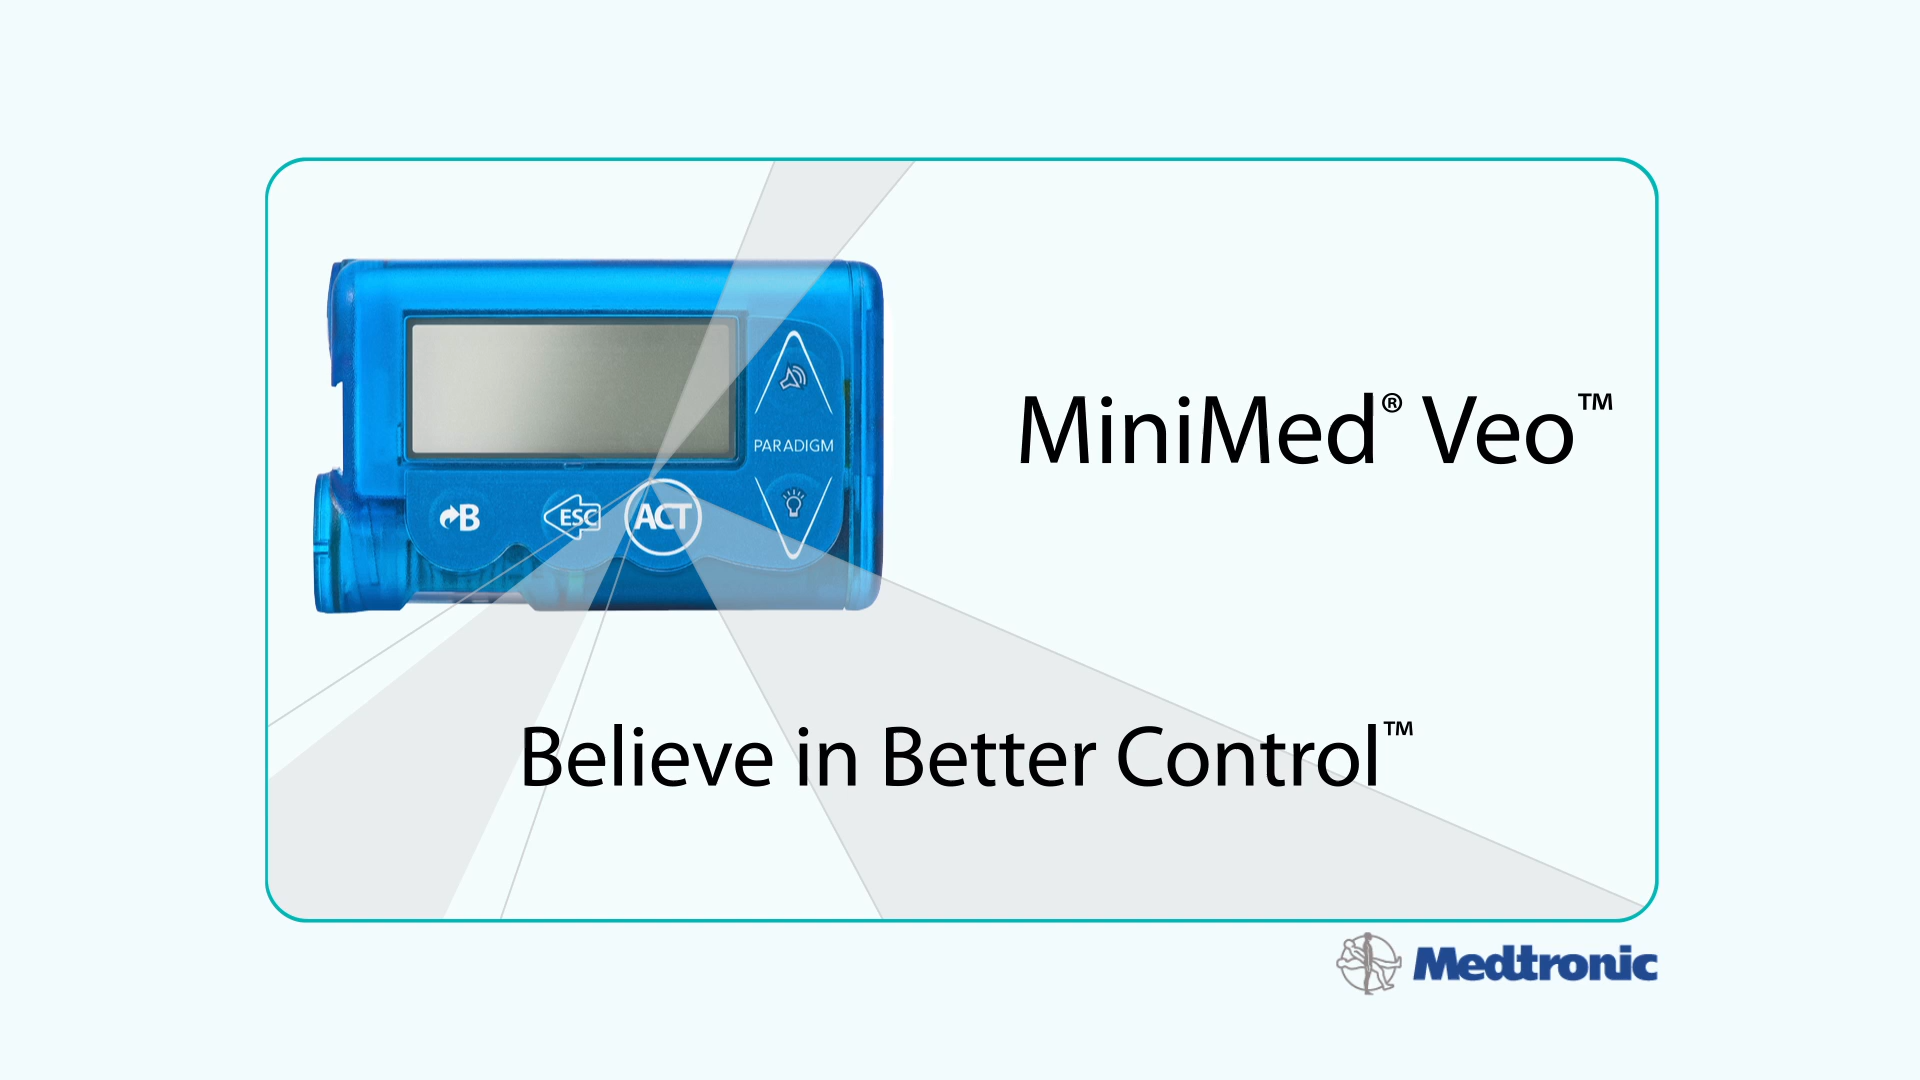 MiniMed® Veo™
PARADIGM
B
ESC
ACT
Believe in Better Control™
Medtronic